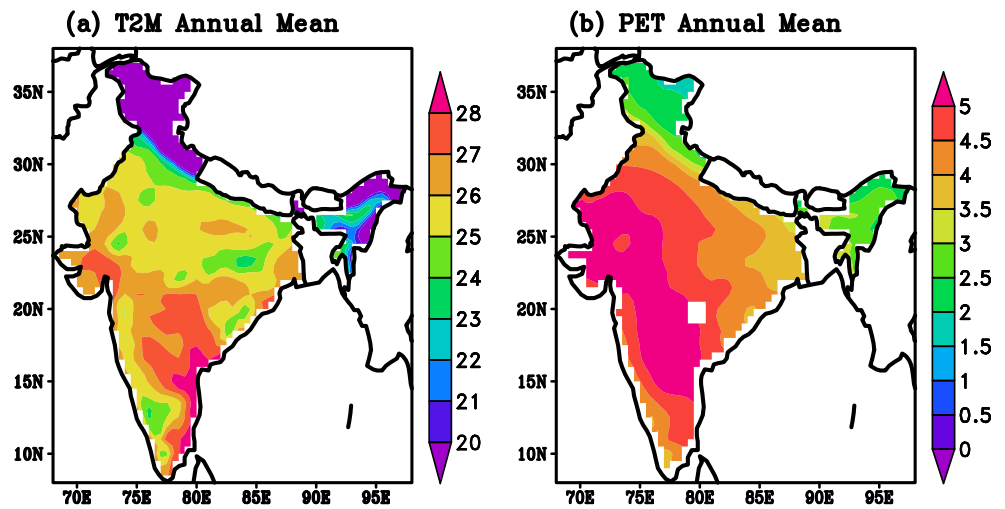 (a) T2M Annual Mean
35N
30N
25N
20N
15N
10N
70E 75E 80E 85E 90E 95E
28
27
26
25
24
23
22
21
20
(b) PET Annual Mean
35N
30N
25N
20N
15N
10N
70E 75E 80E 85E 90E 95E
5
4.5
4
3.5
3
2.5
2
1.5
1
0.5
0